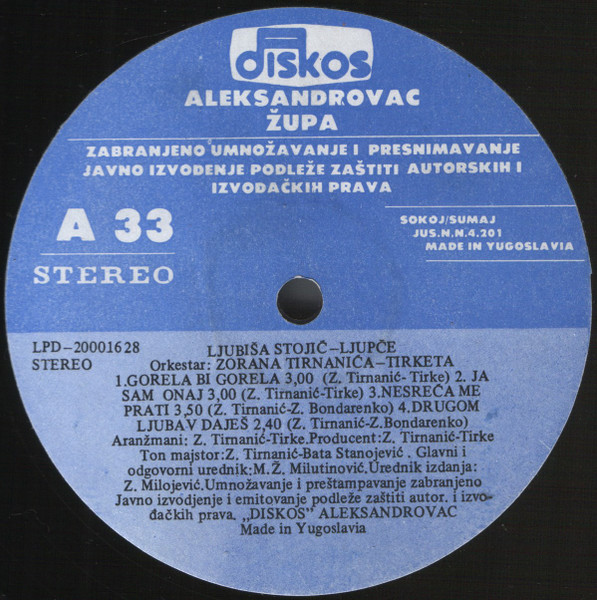 diskos
ALEKSANDROVAC
ŽUPA
ZABRANJENO UMNOŽAVANJE I PRESNIMAVANJE
JAVNO IZVOĐENJE PODLEŽE ZAŠTITI AUTORSKIH I
IZVOĐAČKIH PRAVA
A 33
STEREO
SOKOJ/SUMAJ
JUS.N.N.4.201
MADE IN YUGOSLAVIA
LPD-20001628
STEREO
LJUBIŠA STOJIČ-LJUPČE
Orkestar: ZORANA TIRNANIĆA-TIRKETA
1.GORELA BI GORELA 3,00 (Z. Tirnanić- Tirke) 2. JA
SAM ONAJ 3,00 (Z. Tirnanić-Tirke) 3.NESREĆA ME
PRATI 3,50 (Z. Tirnanić-Z. Bondarenko) 4.DRUGOM
LJUBAV DAJEŠ 2,40 (Z. Tirnanić-Z.Bondarenko)
Aranžmani: Z. Tirnanić-Tirke.Producent:Z. Tirnanić-Tirke
Ton majstor:Z. Tirnanić-Bata Stanojević . Glavni i
odgovorni urednik:M.Ž. Milutinović.Urednik izdanja:
Z. Milojević.Umnožavanje i preštampavanje zabranjeno
Javno izvodjenje i emitovanje podleže zaštiti autor. i izvo-
đačkih prava. „DISKOS" ALEKSANDROVAC
Made in Yugoslavia